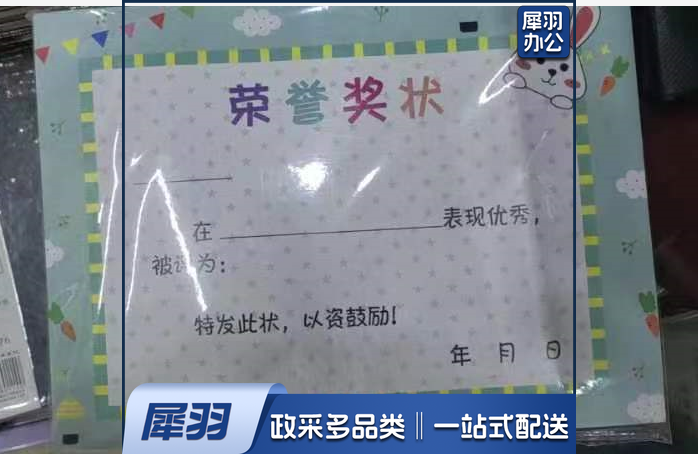 犀羽
办公
荣誉奖状
在 表现优秀，
被评为：
特发此状，以资鼓励！
年 月 日
犀羽 政采多品类 || 一站式配送